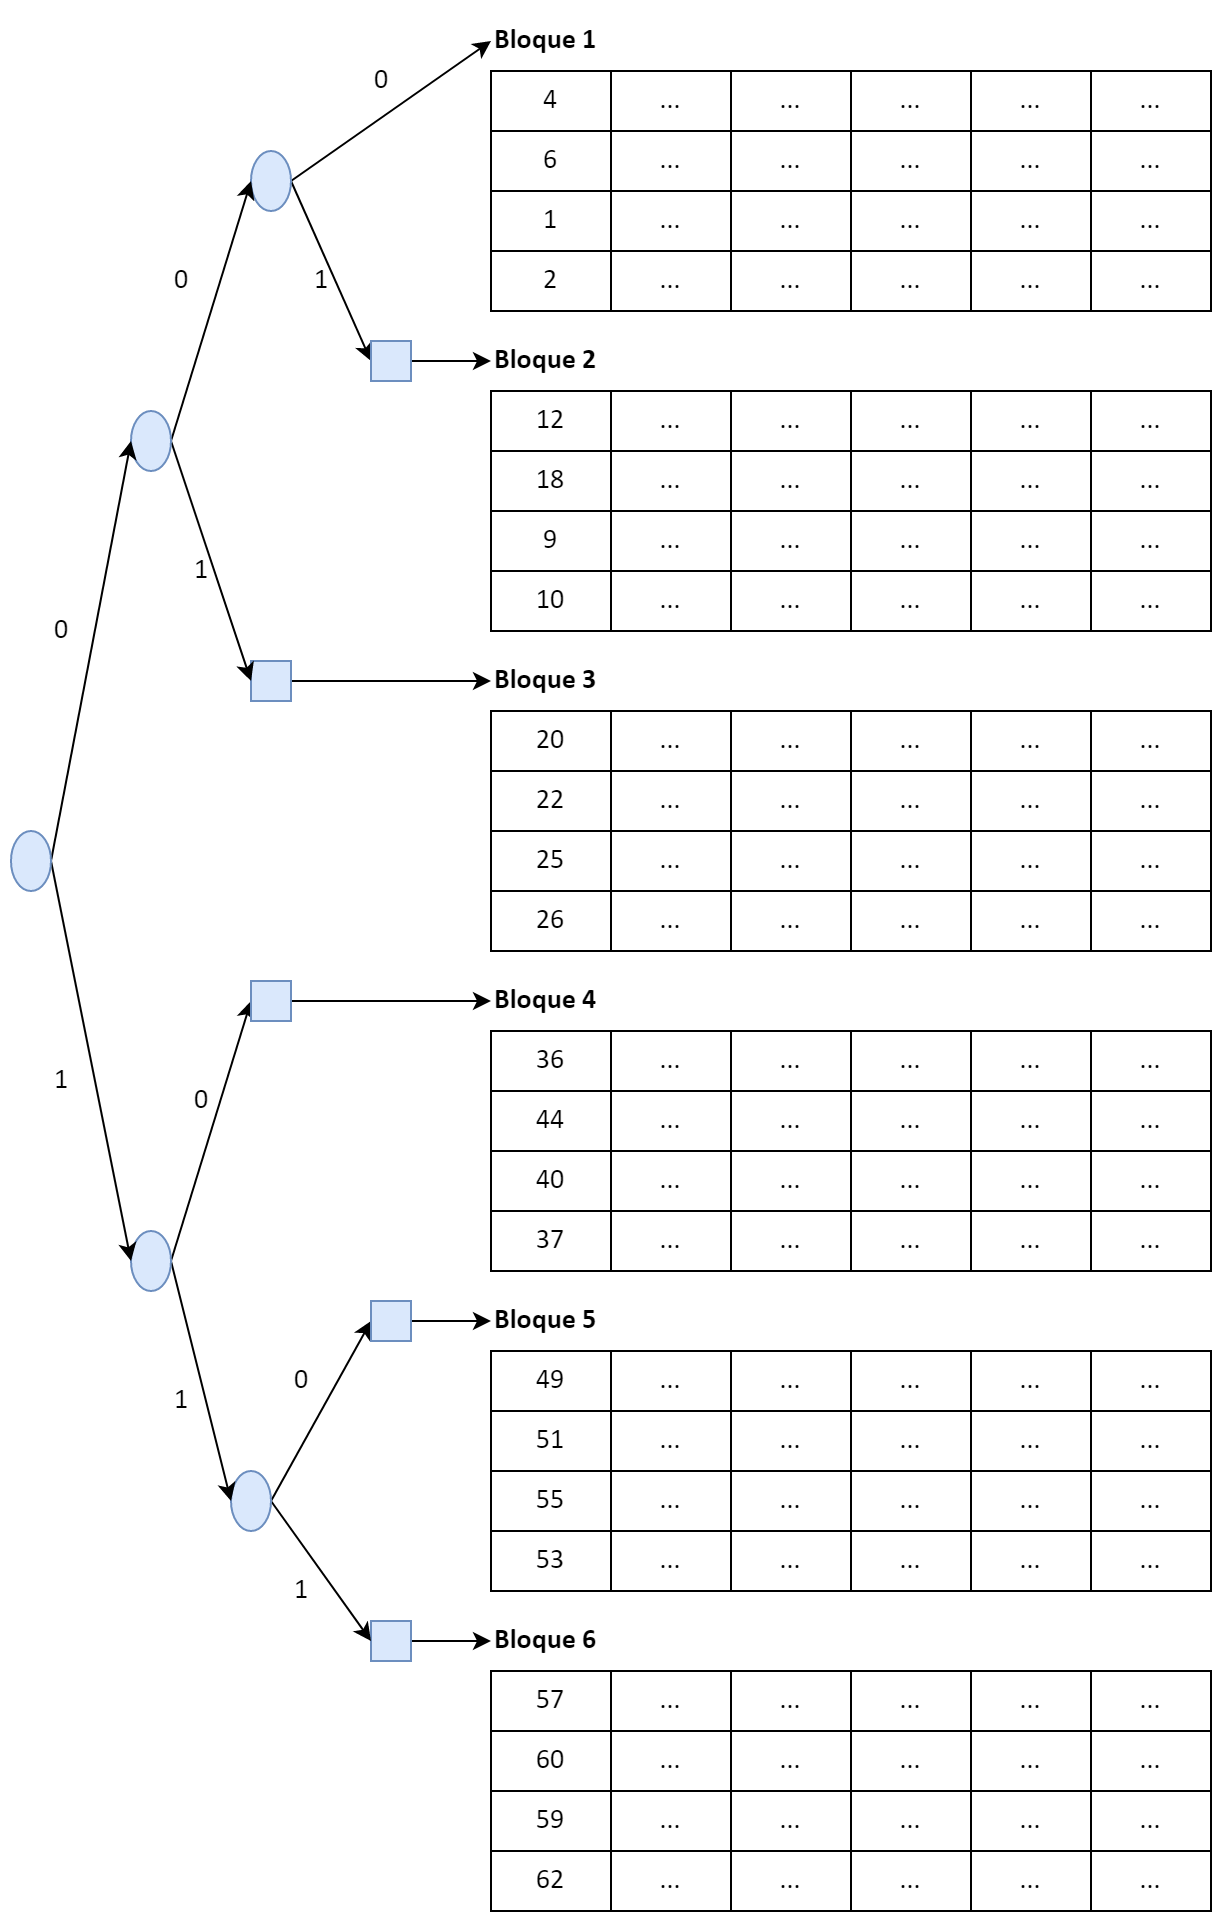 Bloque 1
0
4 ... ... ... ... ...
6 ... ... ... ... ...
1 ... ... ... ... ...
0
1
2 ... ... ... ... ...
Bloque 2
12 ... ... ... ... ...
18 ... ... ... ... ...
9 ... ... ... ... ...
1
10 ... ... ... ... ...
0
Bloque 3
20 ... ... ... ... ...
22 ... ... ... ... ...
25 ... ... ... ... ...
26 ... ... ... ... ...
Bloque 4
36 ... ... ... ... ...
1
0
44 ... ... ... ... ...
40 ... ... ... ... ...
37 ... ... ... ... ...
Bloque 5
0
49 ... ... ... ... ...
1
51 ... ... ... ... ...
55 ... ... ... ... ...
53 ... ... ... ... ...
1
Bloque 6
57 ... ... ... ... ...
60 ... ... ... ... ...
59 ... ... ... ... ...
62 ... ... ... ... ...